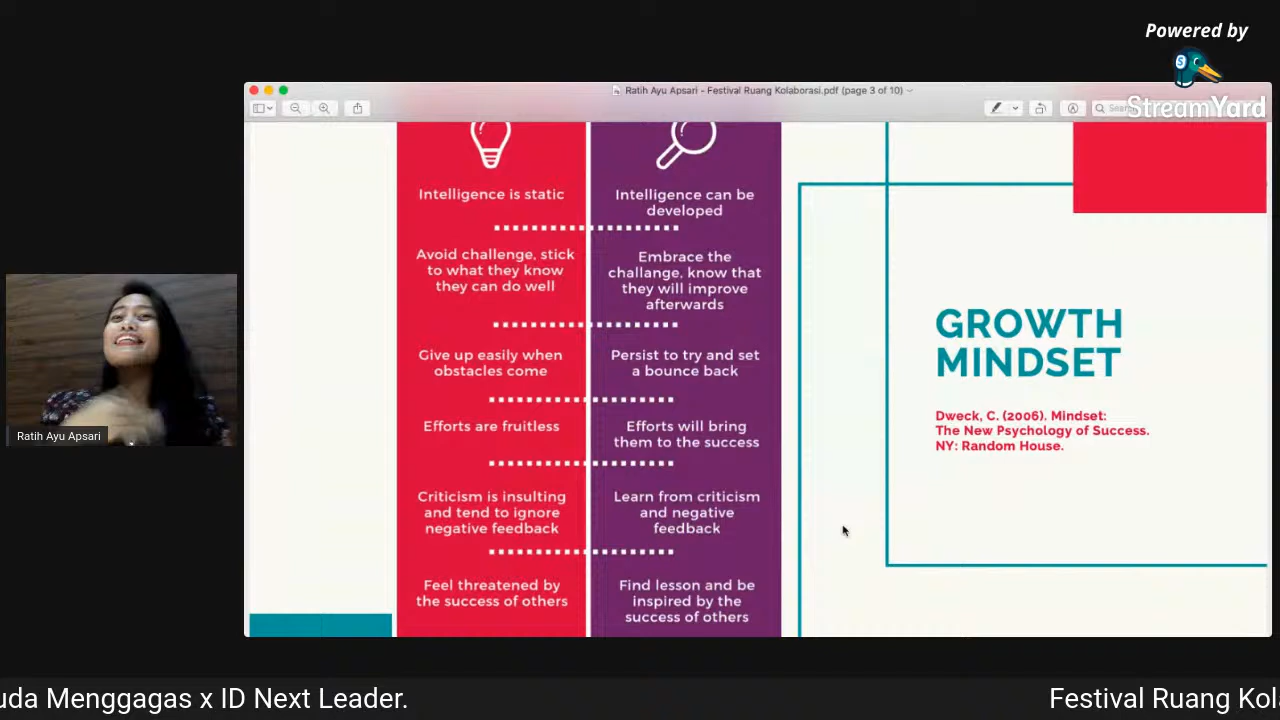 Powered by
StreamYard
Ratih Ayu Apsari - Festival Ruang Kolaborasi.pdf (page 3 of 10)
Intelligence is static
Avoid challenge, stick
to what they know
they can do well
Give up easily when
obstacles come
Efforts are fruitless
Criticism is insulting
and tend to ignore
negative feedback
Feel threatened by
the success of others
Intelligence can be
developed
Embrace the
challange, know that
they will improve
afterwards
Persist to try and set
a bounce back
Efforts will bring
them to the success
Learn from criticism
and negative
feedback
Find lesson and be
inspired by the
success of others
GROWTH
MINDSET
Dweck, C. (2006). Mindset:
The New Psychology of Success.
NY: Random House.
Ratih Ayu Apsari
uda Menggagas x ID Next Leader.
Festival Ruang Kola